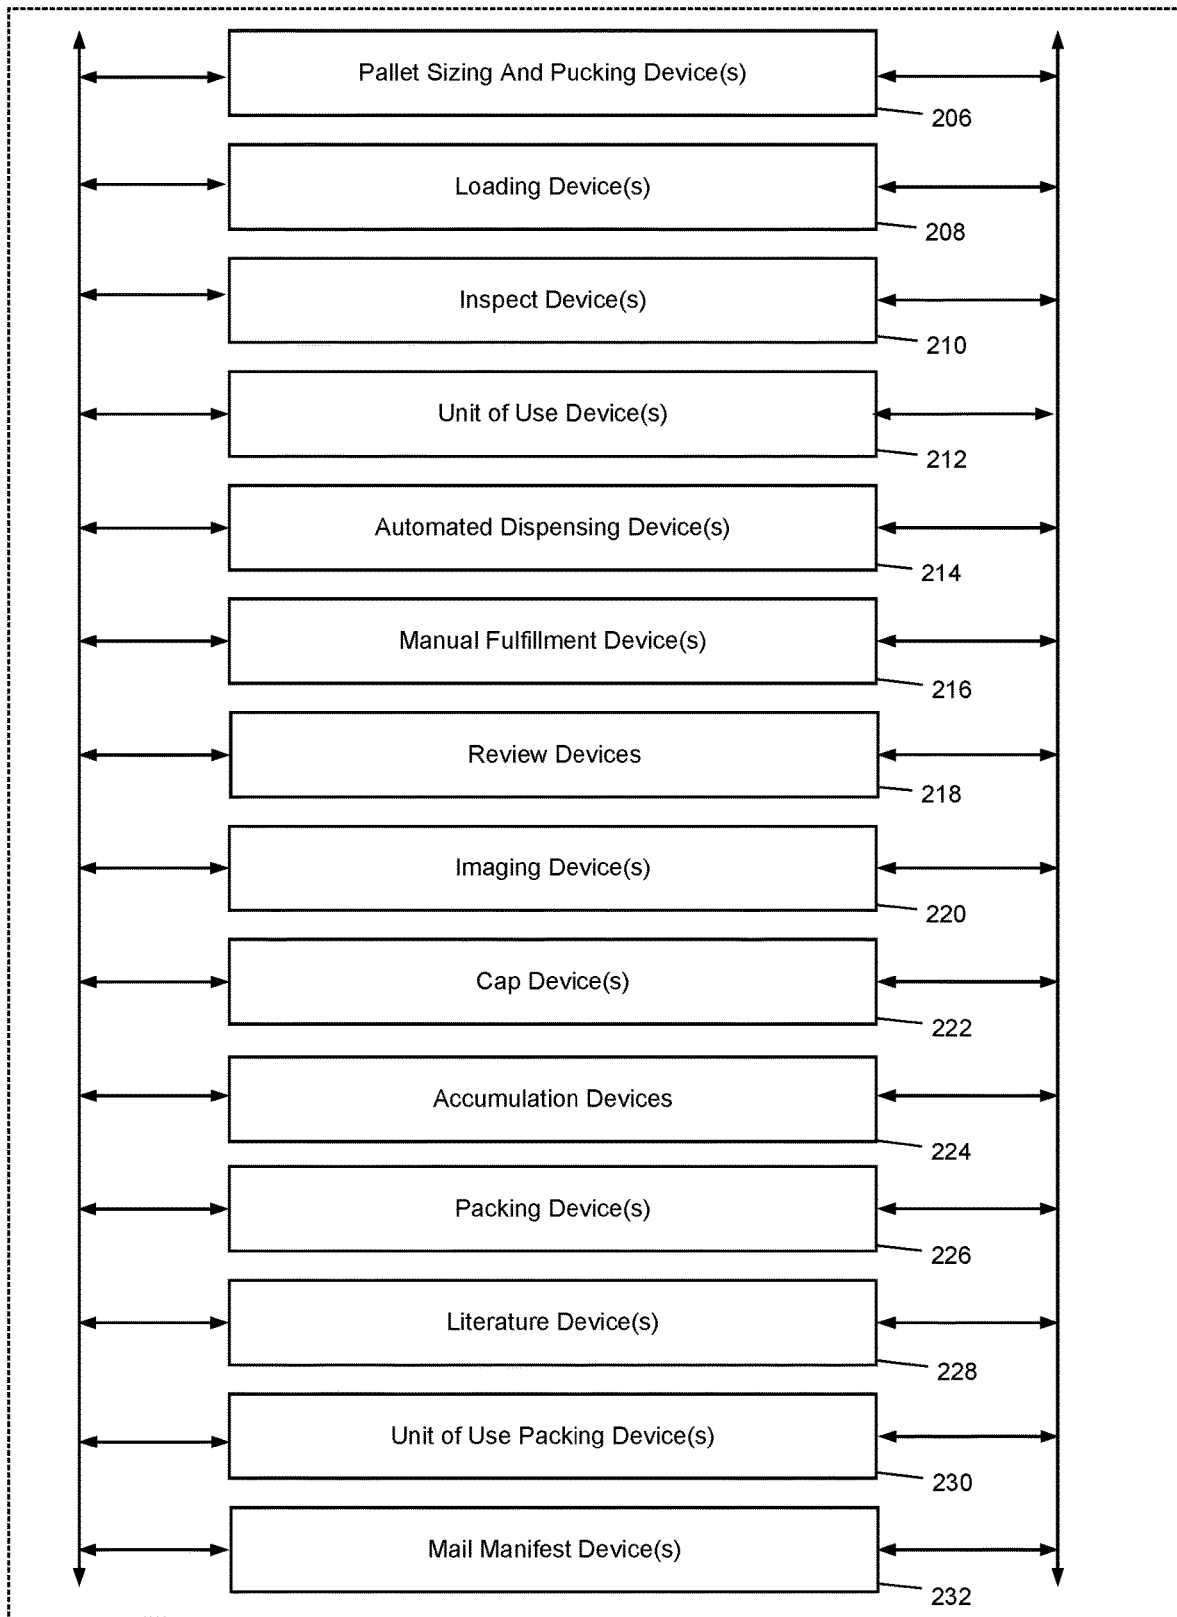 Pallet Sizing And Pucking Device(s)
206
Loading Device(s)
208
Inspect Device(s)
210
Unit of Use Device(s)
212
Automated Dispensing Device(s)
214
Manual Fulfillment Device(s)
216
Review Devices
218
Imaging Device(s)
220
Cap Device(s)
222
Accumulation Devices
224
Packing Device(s)
226
Literature Device(s)
228
Unit of Use Packing Device(s)
230
Mail Manifest Device(s)
232